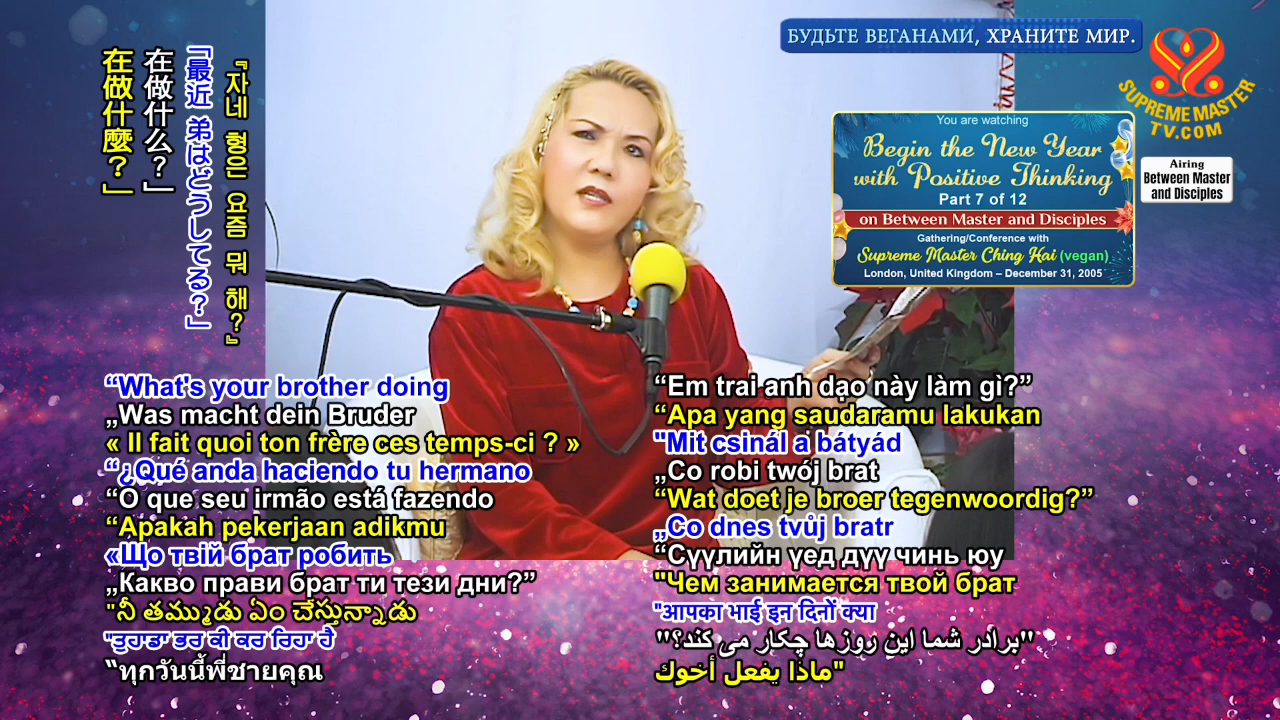 БУДЬТЕ ВЕГАНАМИ, ХРАНИТЕ МИР.
SUPREME MASTER
TV.COM
You are watching
Begin the New Year
with Positive Thinking
Part 7 of 12
on Between Master and Disciples
Gathering/Conference with
Supreme Master Ching Hai (vegan)
London, United Kingdom – December 31, 2005
Airing
Between Master
and Disciples
『자네 형은 요즘 뭐 해?』
「最近 弟はどうしてる?」
在做什么?」
在做什麼?」
“What's your brother doing
„Was macht dein Bruder
« Il fait quoi ton frère ces temps-ci ? »
“¿Qué anda haciendo tu hermano
“O que seu irmão está fazendo
“Apakah pekerjaan adikmu
«Що твій брат робить
„Какво прави брат ти тези дни?”
"నీ తమ్ముడు ఏం చేస్తున్నాడు
"ਤੁਹਾਡਾ ਭਰ ਕੀ ਕਰ ਰਿਹਾ ਹੈ
“ทุกวันนี้พี่ชายคุณ
“Em trai anh dạo này làm gì?”
“Apa yang saudaramu lakukan
"Mit csinál a bátyád
„Co robi twój brat
“Wat doet je broer tegenwoordig?”
„Co dnes tvůj bratr
“Сүүлийн үед дүү чинь юу
"Чем занимается твой брат
"आपका भाई इन दिनों क्या
"برادر شما این روزها چکار می کند؟"
ماذا يفعل أخوك"